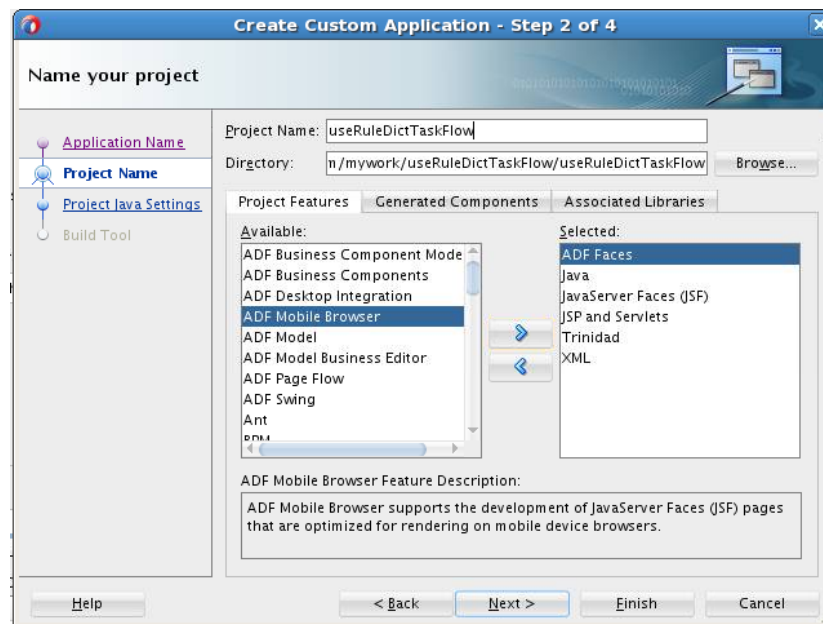 Create Custom Application - Step 2 of 4
Name your project
Application Name
Project Name
Project Java Settings
Build Tool
Project Name: useRuleDictTaskFlow
Directory: n/mywork/useRuleDictTaskFlow/useRuleDictTaskFlow Browse...
Project Features Generated Components Associated Libraries
Available:
ADF Business Component Mode
ADF Business Components
ADF Desktop Integration
ADF Mobile Browser
ADF Model
ADF Model Business Editor
ADF Page Flow
ADF Swing
Ant
BPM
Selected:
ADF Faces
Java
JavaServer Faces (JSF)
JSP and Servlets
Trinidad
XML
ADF Mobile Browser Feature Description:
ADF Mobile Browser supports the development of JavaServer Faces (JSF) pages
that are optimized for rendering on mobile device browsers.
Help < Back Next > Finish Cancel